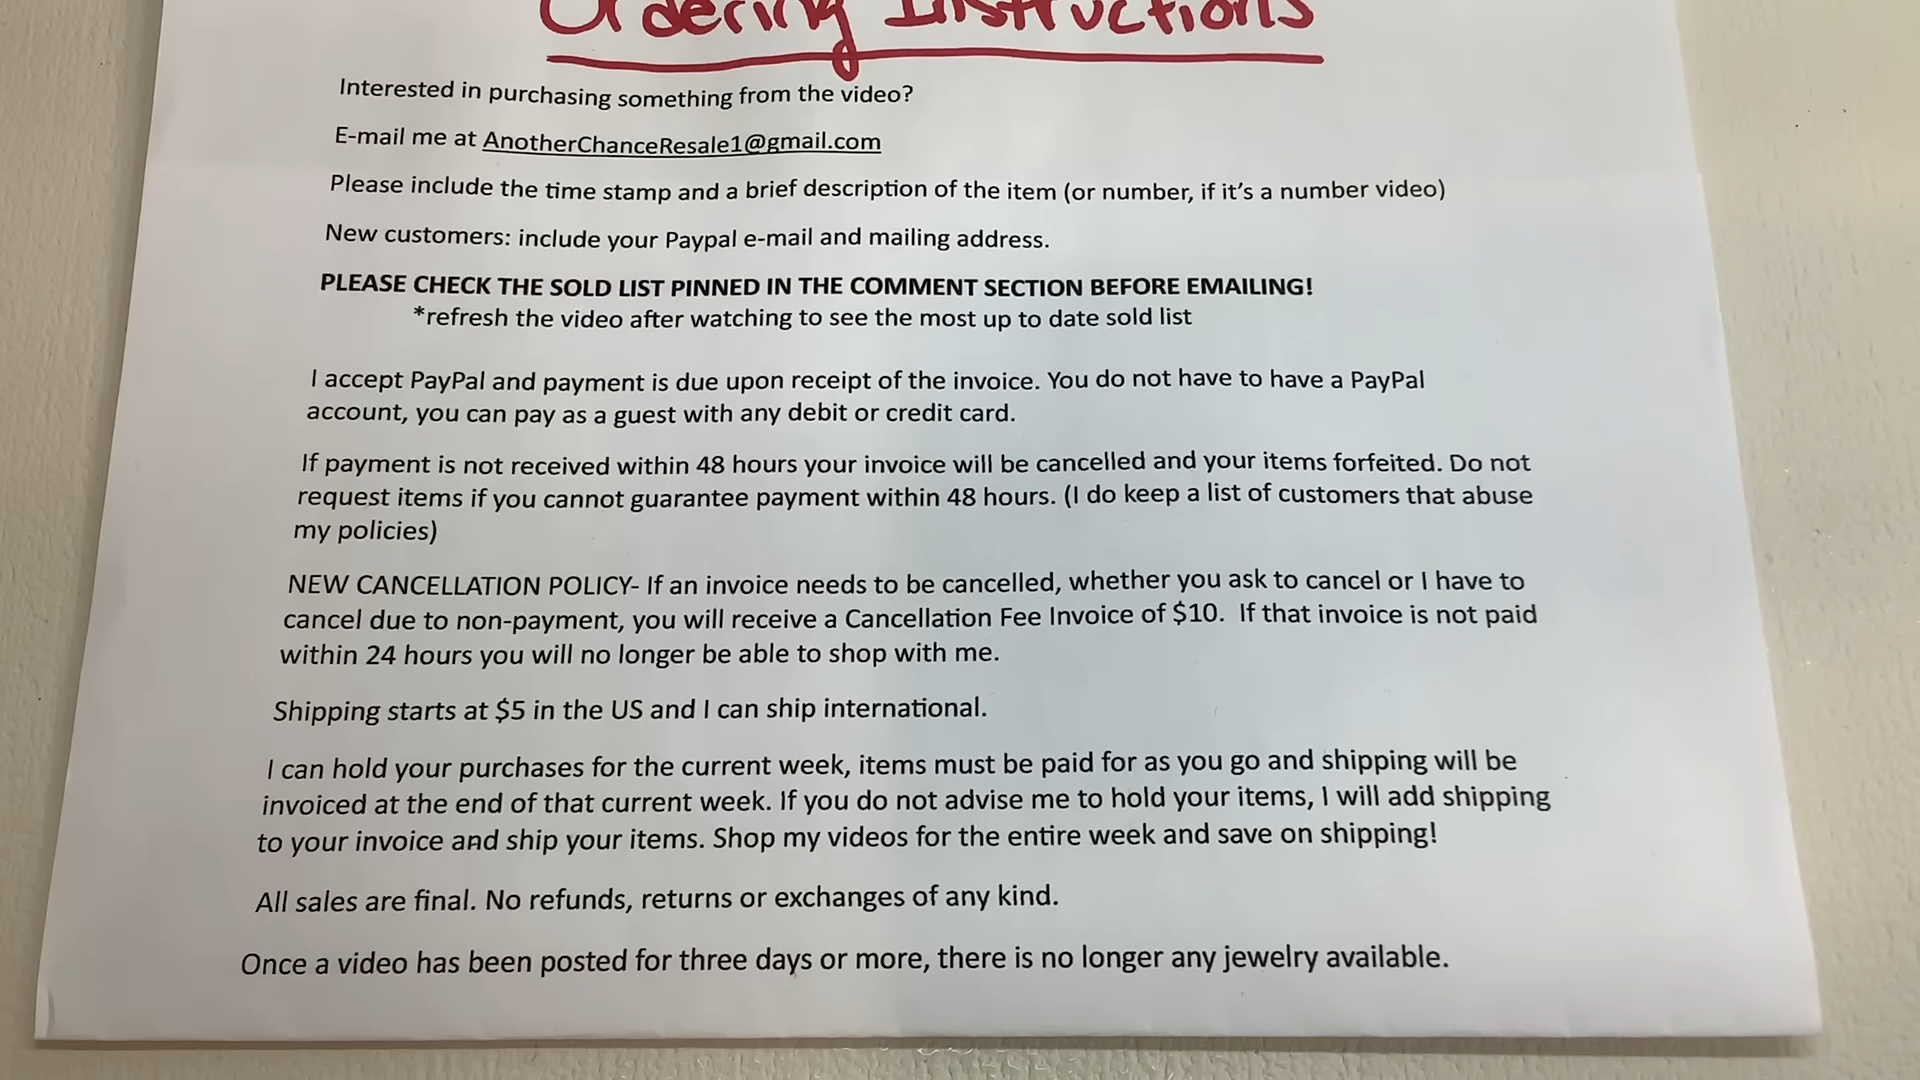 Ordering Instructions
Interested in purchasing something from the video?
E-mail me at AnotherChanceResale1@gmail.com
Please include the time stamp and a brief description of the item (or number, if it's a number video)
New customers: include your Paypal e-mail and mailing address.
PLEASE CHECK THE SOLD LIST PINNED IN THE COMMENT SECTION BEFORE EMAILING!
*refresh the video after watching to see the most up to date sold list
I accept PayPal and payment is due upon receipt of the invoice. You do not have to have a PayPal
account, you can pay as a guest with any debit or credit card.
If payment is not received within 48 hours your invoice will be cancelled and your items forfeited. Do not
request items if you cannot guarantee payment within 48 hours. (I do keep a list of customers that abuse
my policies)
NEW CANCELLATION POLICY- If an invoice needs to be cancelled, whether you ask to cancel or I have to
cancel due to non-payment, you will receive a Cancellation Fee Invoice of $10. If that invoice is not paid
within 24 hours you will no longer be able to shop with me.
Shipping starts at $5 in the US and I can ship international.
I can hold your purchases for the current week, items must be paid for as you go and shipping will be
invoiced at the end of that current week. If you do not advise me to hold your items, I will add shipping
to your invoice and ship your items. Shop my videos for the entire week and save on shipping!
All sales are final. No refunds, returns or exchanges of any kind.
Once a video has been posted for three days or more, there is no longer any jewelry available.